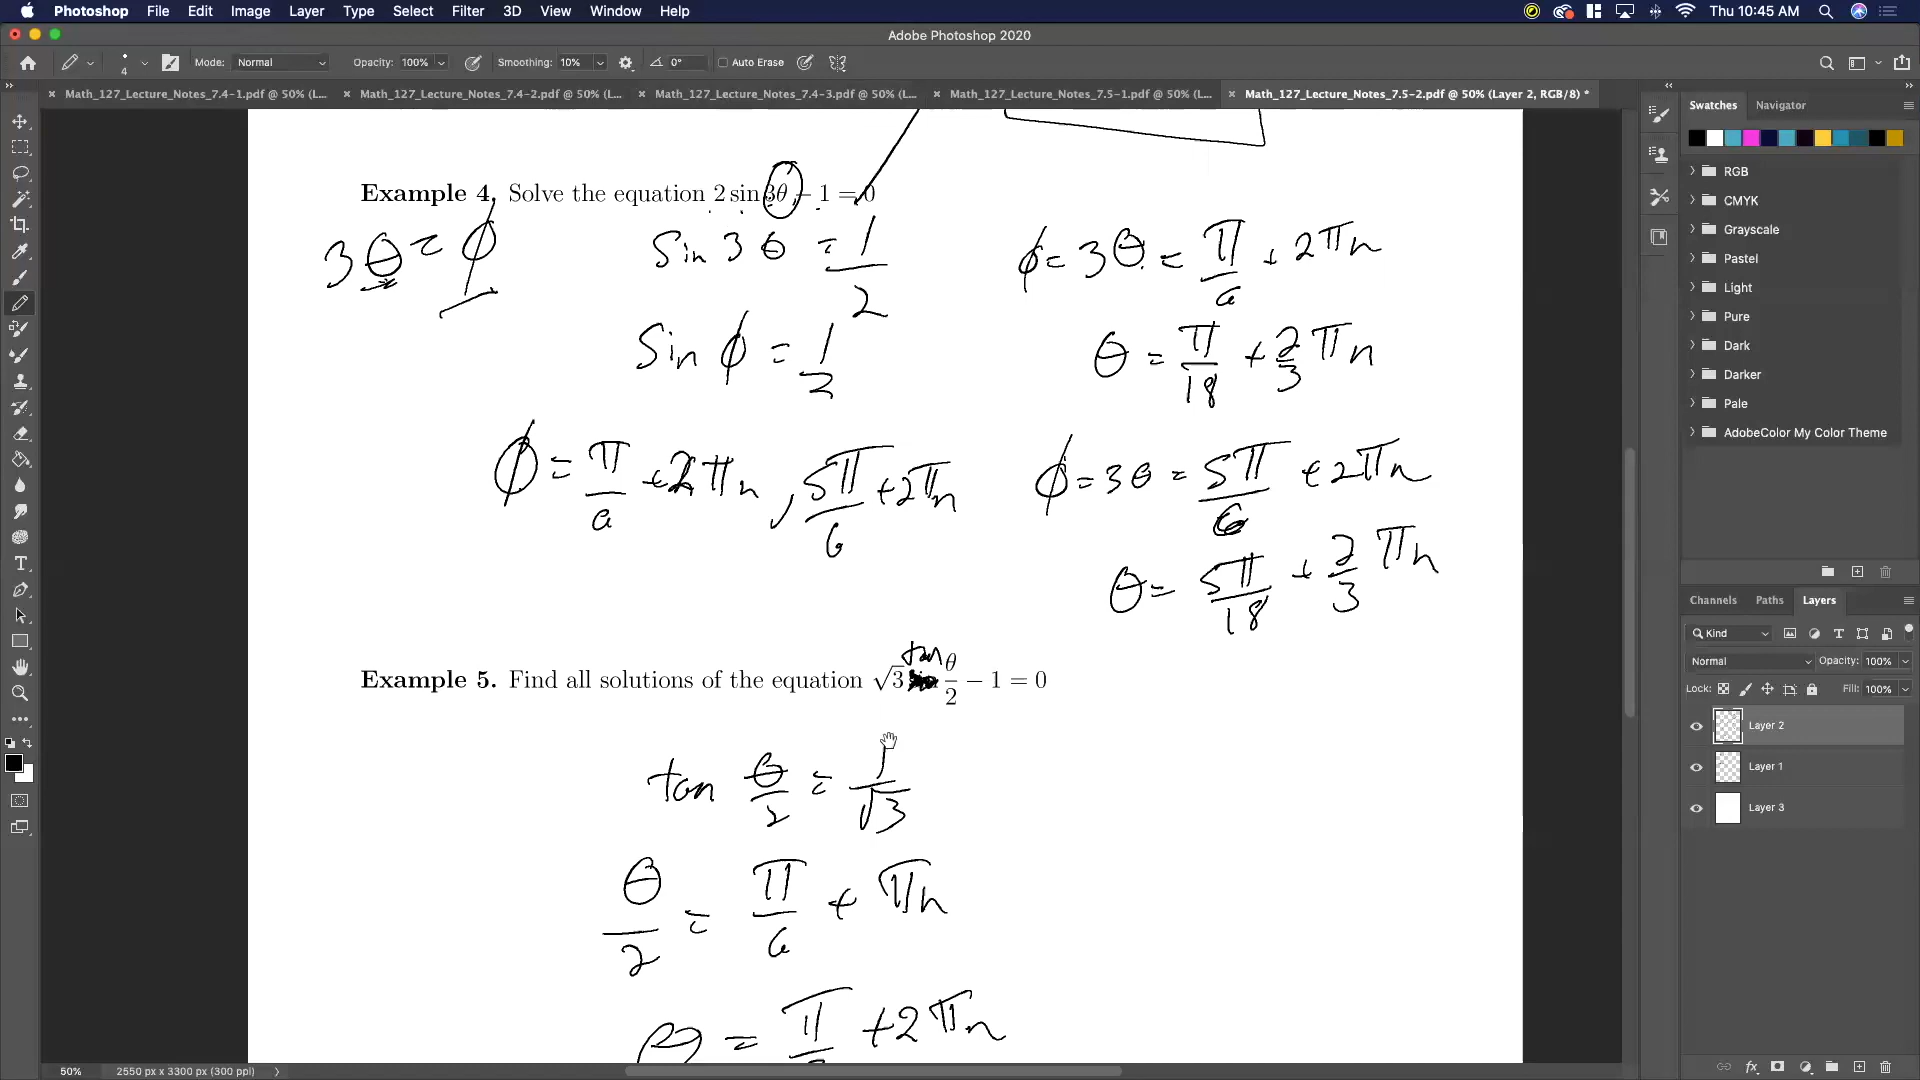 Photoshop File Edit Image Layer Type Select Filter 3D View Window Help Thu 10:45 AM
Adobe Photoshop 2020
4 Mode: Normal Opacity: 100% Smoothing: 10% 0° Auto Erase
Math_127_Lecture_Notes_7.4-1.pdf @ 50% (L...
Math_127_Lecture_Notes_7.4-2.pdf @ 50% (L...
Math_127_Lecture_Notes_7.4-3.pdf @ 50% (L...
Math_127_Lecture_Notes_7.5-1.pdf @ 50% (L...
Math_127_Lecture_Notes_7.5-2.pdf @ 50% (Layer 2, RGB/8) *
Example 4. Solve the equation 2 sin 3θ − 1 = 0
3θ = ϕ
sin 3θ = 1/2
Sin ϕ = 1/2
ϕ = π/6 + 2πn, 5π/6 + 2πn
ϕ = 3θ = π/6 + 2πn
θ = π/18 + 2/3 πn
ϕ = 3θ = 5π/6 + 2πn
θ = 5π/18 + 2/3 πn
Example 5. Find all solutions of the equation √3 tan θ/2 − 1 = 0
tan θ/2 = 1/√3
θ/2 = π/6 + πn
= π/ + 2πn
50% 2550 px x 3300 px (300 ppi)
Swatches Navigator
RGB
CMYK
Grayscale
Pastel
Light
Pure
Dark
Darker
Pale
AdobeColor My Color Theme
Channels Paths Layers
Kind
Normal Opacity: 100%
Lock: Fill: 100%
Layer 2
Layer 1
Layer 3